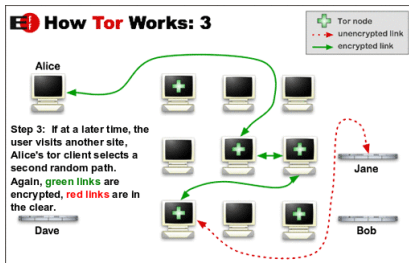 EFF How Tor Works: 3
Tor node
unencrypted link
encrypted link
Alice
Step 3: If at a later time, the
user visits another site,
Alice's tor client selects a
second random path.
Again, green links are
encrypted, red links are in
the clear.
Jane
Dave
Bob